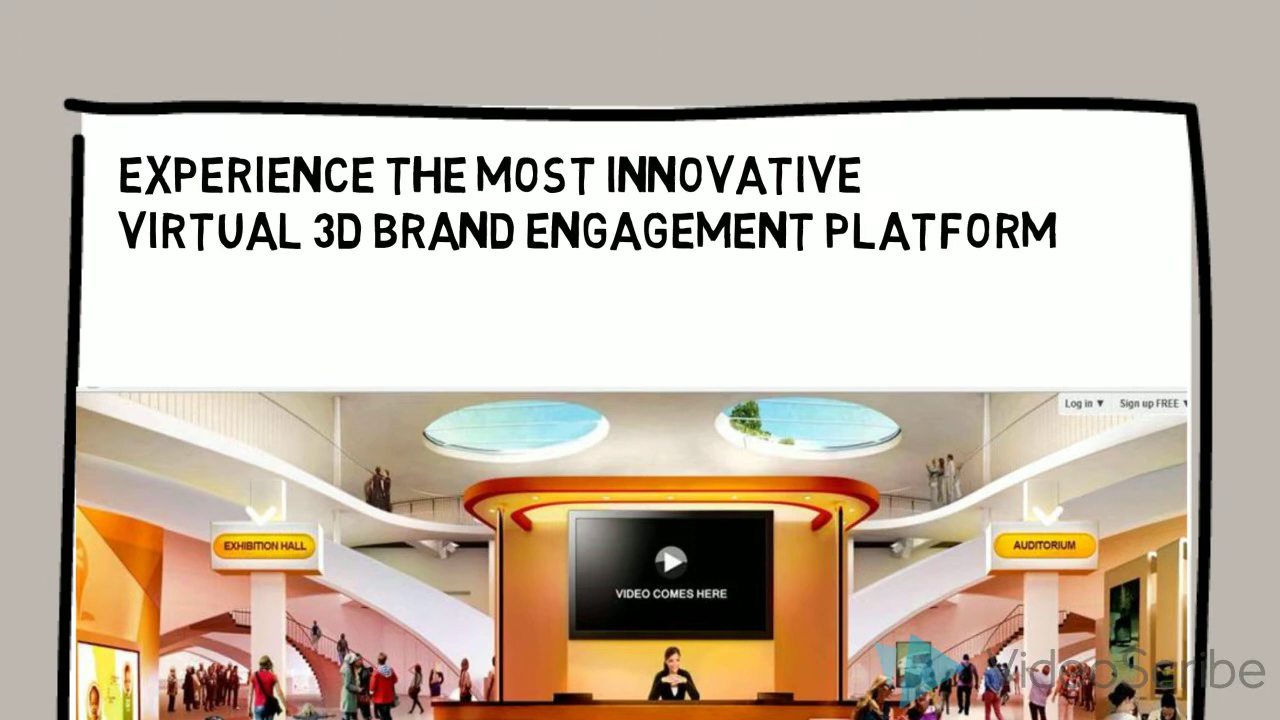 EXPERIENCE THE MOST INNOVATIVE
VIRTUAL 3D BRAND ENGAGEMENT PLATFORM
Log in ▼ Sign up FREE ▼
EXHIBITION HALL
AUDITORIUM
VIDEO COMES HERE
VideoScribe